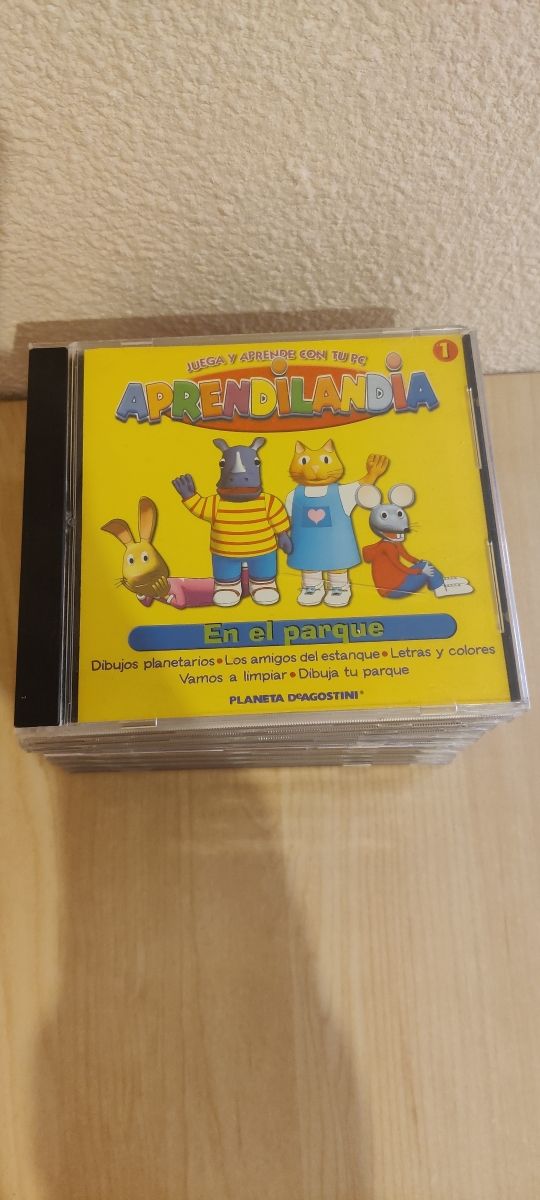 JUEGA Y APRENDE CON TU PC
1
APRENDILANDIA
En el parque
Dibujos planetarios • Los amigos del estanque • Letras y colores
Vamos a limpiar • Dibuja tu parque
PLANETA DeAGOSTINI®